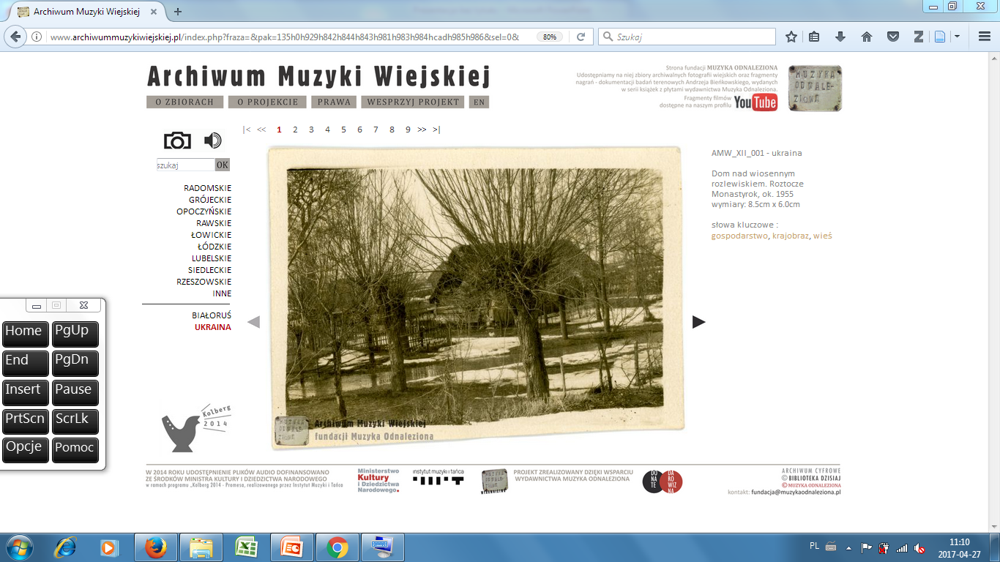 Archiwum Muzyki Wiejskiej
www.archiwummuzykiwiejskiej.pl/index.php?fraza=&pak=135h0h929h842h844h843h981h983h984hcadh985h986&sel=0&
80%
Szukaj
Archiwum Muzyki Wiejskiej
O ZBIORACH
O PROJEKCIE
PRAWA
WESPRZYJ PROJEKT
EN
Strona fundacji MUZYKA ODNALEZIONA
Udostępniamy na niej zbiory archiwalnych fotografii wiejskich oraz fragmenty
nagrań - dokumentacji badań terenowych Andrzeja Bieńkowskiego, wydanych
w serii książek z płytami wydawnictwa Muzyka Odnaleziona.
Fragmenty filmów
dostępne na naszym profilu
YouTube
MUZYKA
ODNALE-
ZIONA
|< << 1 2 3 4 5 6 7 8 9 >> >|
szukaj
OK
RADOMSKIE
GRÓJECKIE
OPOCZYŃSKIE
RAWSKIE
ŁOWICKIE
ŁÓDZKIE
LUBELSKIE
SIEDLECKIE
RZESZOWSKIE
INNE
BIAŁORUŚ
UKRAINA
AMW_XII_001 - ukraina
Dom nad wiosennym
rozlewiskiem. Roztocze
Monastyrok, ok. 1955
wymiary: 8.5cm x 6.0cm
słowa kluczowe :
gospodarstwo, krajobraz, wieś
Archiwum Muzyki Wiejskiej
fundacji Muzyka Odnaleziona
Home
PgUp
End
PgDn
Insert
Pause
PrtScn
ScrLk
Opcje
Pomoc
Kolberg
2014
W 2014 ROKU UDOSTĘPNIENIE PLIKÓW AUDIO DOFINANSOWANO
ZE ŚRODKÓW MINISTRA KULTURY I DZIEDZICTWA NARODOWEGO
w ramach programu „Kolberg 2014 - Promesa, realizowanego przez Instytut Muzyki i Tańca
Ministerstwo
Kultury
i Dziedzictwa
Narodowego.
instytut muzyki i tańca
PROJEKT ZREALIZOWANY DZIĘKI WSPARCIU
WYDAWNICTWA MUZYKA ODNALEZIONA
DO
NA
TE
DA
ROWI
ZNA
ARCHIWUM CYFROWE
© BIBLIOTEKA DZISIAJ
© MUZYKA ODNALEZIONA
kontakt: fundacja@muzykaodnaleziona.pl
PL
11:10
2017-04-27